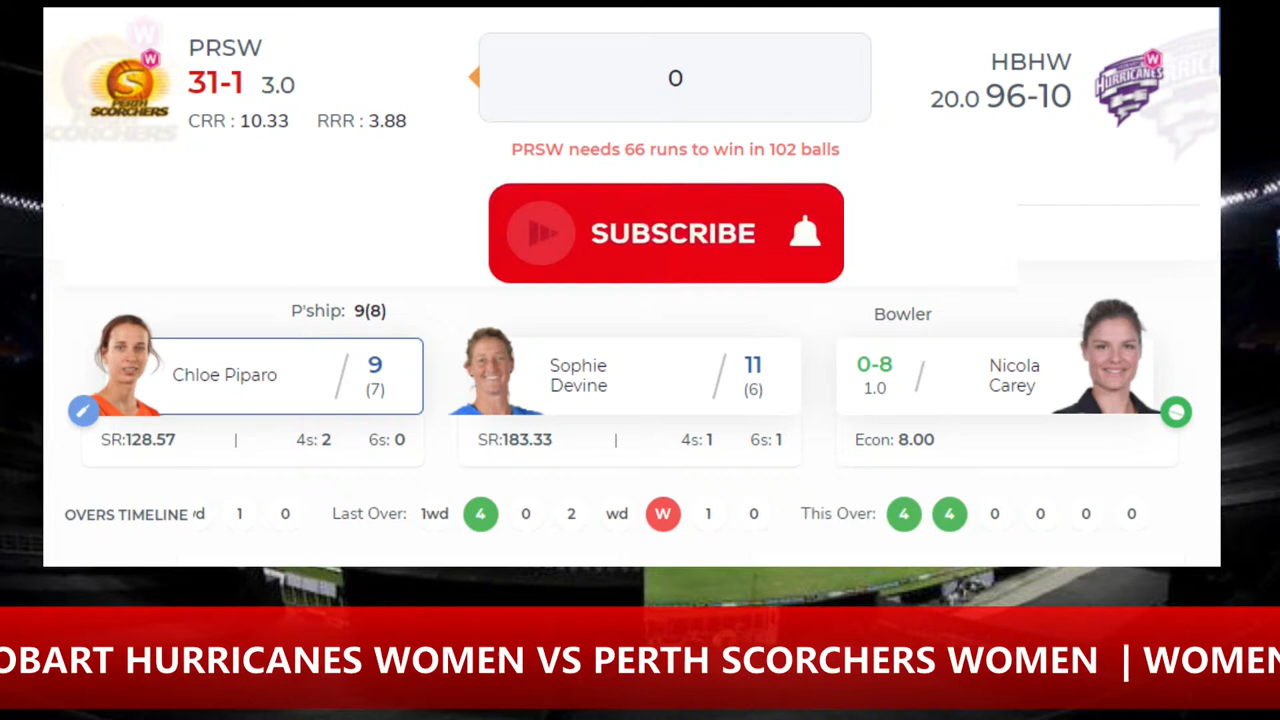 PRSW
31-1 3.0
CRR : 10.33 RRR : 3.88
PERTH
SCORCHERS
W
0
PRSW needs 66 runs to win in 102 balls
HBHW
20.0 96-10
HURRICANES
W
SUBSCRIBE
P'ship: 9(8)
Bowler
Chloe Piparo 9
(7)
SR:128.57 | 4s: 2 6s: 0
Sophie
Devine
11
(6)
SR:183.33 | 4s: 1 6s: 1
0-8
1.0
Nicola
Carey
Econ: 8.00
OVERS TIMELINE d 1 0 Last Over: 1wd 4 0 2 wd W 1 0 This Over: 4 4 0 0 0 0
OBART HURRICANES WOMEN VS PERTH SCORCHERS WOMEN | WOMEN